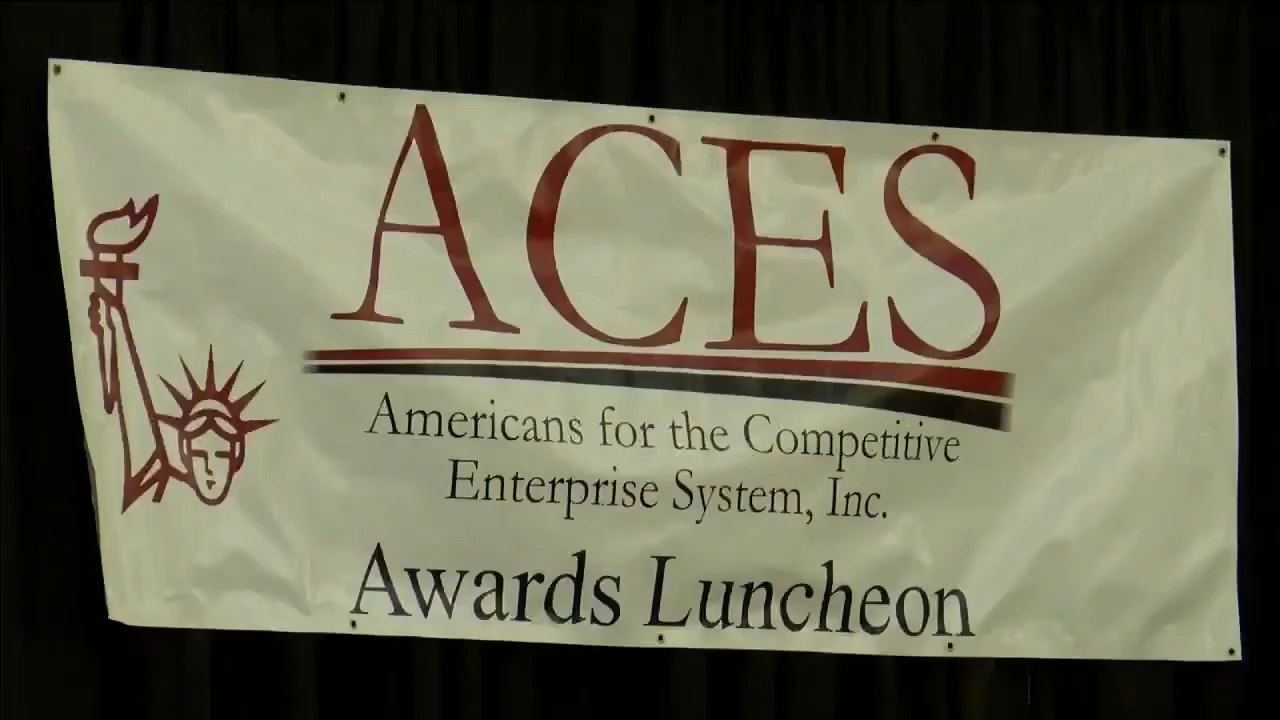 ACES
Americans for the Competitive
Enterprise System, Inc.
Awards Luncheon